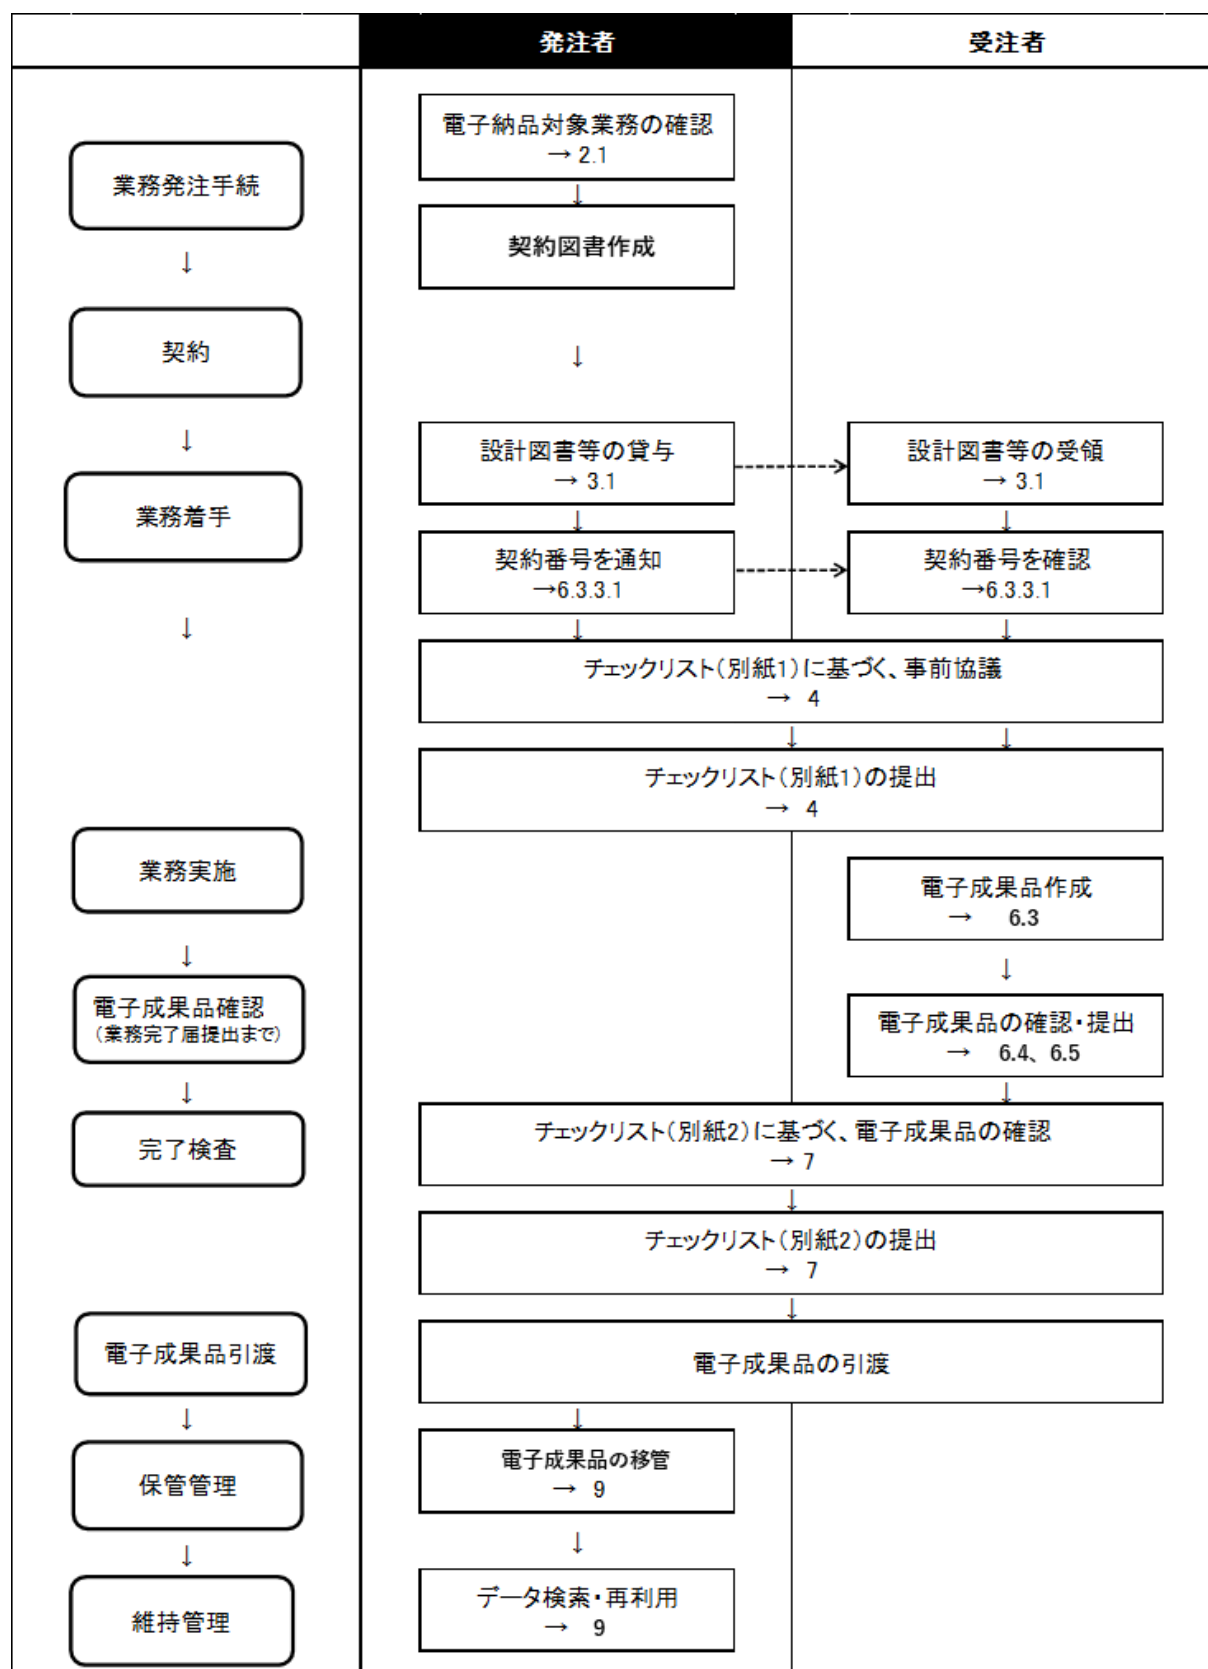 発注者
受注者
電子納品対象業務の確認
→ 2.1
業務発注手続
↓
契約図書作成
↓
契約
↓
↓
設計図書等の貸与
→ 3.1
設計図書等の受領
→ 3.1
業務着手
↓
↓
契約番号を通知
→6.3.3.1
契約番号を確認
→6.3.3.1
↓
↓
↓
チェックリスト(別紙1)に基づく、事前協議
→ 4
↓
↓
チェックリスト(別紙1)の提出
→ 4
業務実施
電子成果品作成
→ 6.3
↓
↓
電子成果品確認
(業務完了届提出まで)
電子成果品の確認・提出
→ 6.4、6.5
↓
↓
完了検査
チェックリスト(別紙2)に基づく、電子成果品の確認
→ 7
↓
チェックリスト(別紙2)の提出
→ 7
↓
電子成果品引渡
電子成果品の引渡
↓
↓
保管管理
電子成果品の移管
→ 9
↓
↓
維持管理
データ検索・再利用
→ 9